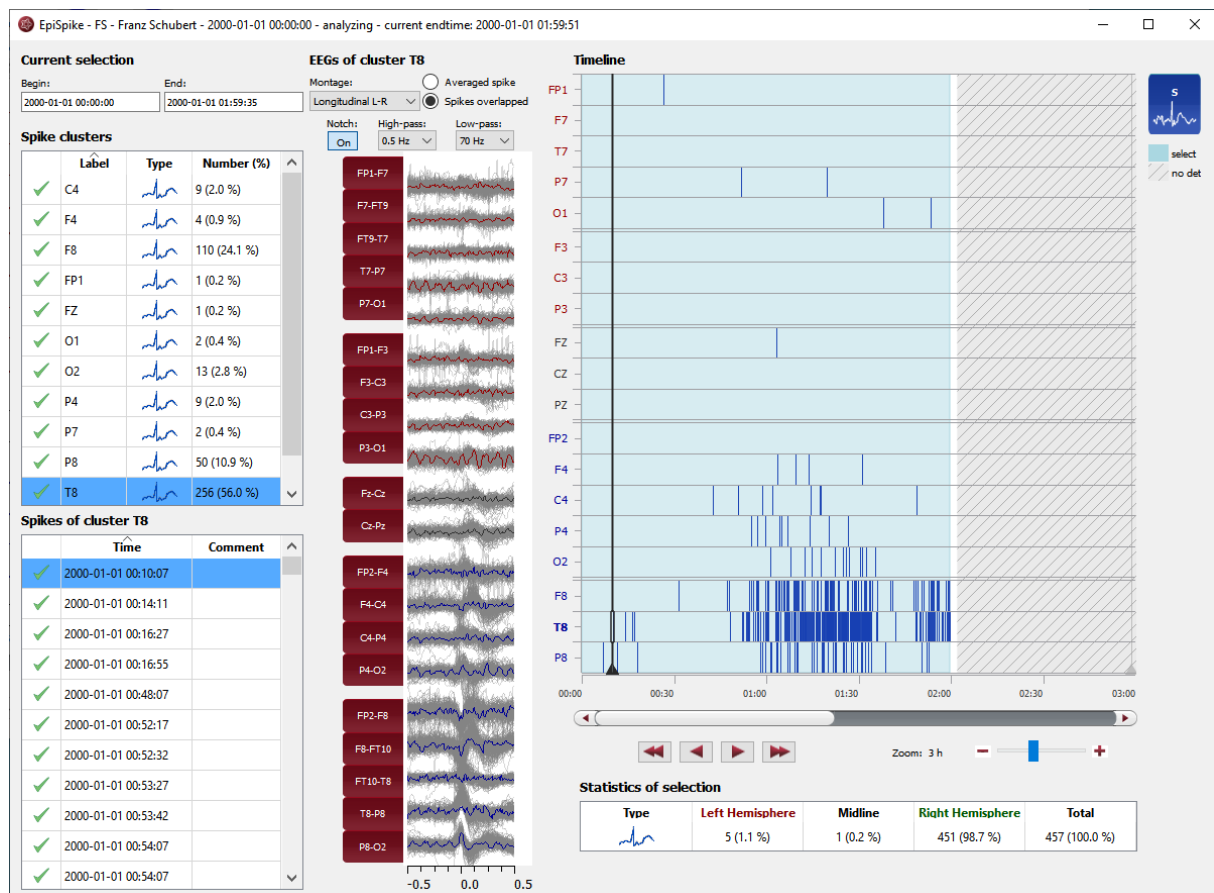 EpiSpike - FS - Franz Schubert - 2000-01-01 00:00:00 - analyzing - current endtime: 2000-01-01 01:59:51
Current selection
Begin: End:
2000-01-01 00:00:00 2000-01-01 01:59:35
Spike clusters
Label Type Number (%)
C4 9 (2.0 %)
F4 4 (0.9 %)
F8 110 (24.1 %)
FP1 1 (0.2 %)
FZ 1 (0.2 %)
O1 2 (0.4 %)
O2 13 (2.8 %)
P4 9 (2.0 %)
P7 2 (0.4 %)
P8 50 (10.9 %)
T8 256 (56.0 %)
Spikes of cluster T8
Time Comment
2000-01-01 00:10:07
2000-01-01 00:14:11
2000-01-01 00:16:27
2000-01-01 00:16:55
2000-01-01 00:48:07
2000-01-01 00:52:17
2000-01-01 00:52:32
2000-01-01 00:53:27
2000-01-01 00:53:42
2000-01-01 00:54:07
2000-01-01 00:54:07
EEGs of cluster T8
Montage:
Longitudinal L-R
Averaged spike
Spikes overlapped
Notch: High-pass: Low-pass:
On 0.5 Hz 70 Hz
FP1-F7
F7-FT9
FT9-T7
T7-P7
P7-O1
FP1-F3
F3-C3
C3-P3
P3-O1
Fz-Cz
Cz-Pz
FP2-F4
F4-C4
C4-P4
P4-O2
FP2-F8
F8-FT10
FT10-T8
T8-P8
P8-O2
-0.5 0.0 0.5
Timeline
FP1
F7
T7
P7
O1
F3
C3
P3
FZ
CZ
PZ
FP2
F4
C4
P4
O2
F8
T8
P8
00:00 00:30 01:00 01:30 02:00 02:30 03:00
S
select
no det
Zoom: 3 h
Statistics of selection
Type Left Hemisphere Midline Right Hemisphere Total
5 (1.1 %) 1 (0.2 %) 451 (98.7 %) 457 (100.0 %)